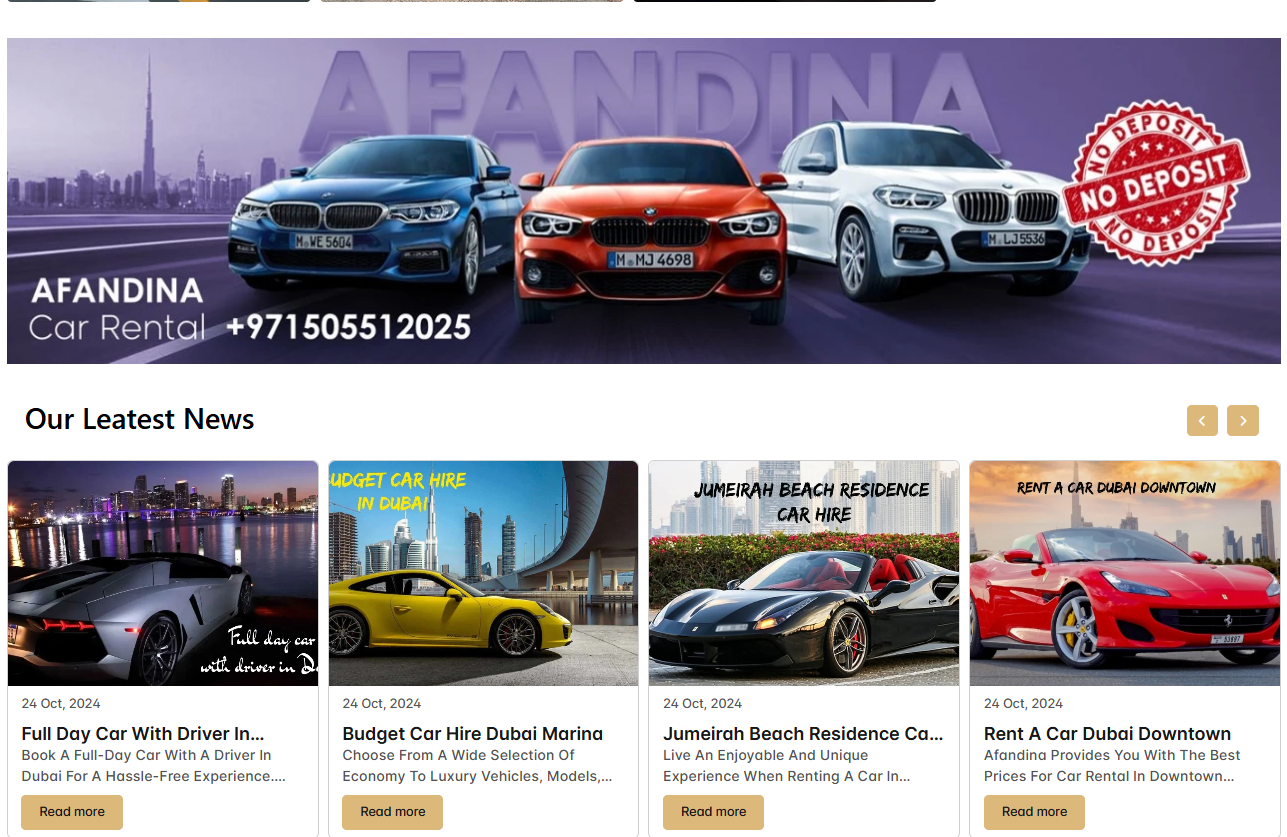 AFANDINA
NO DEPOSIT
NO DEPOSIT
NO DEPOSIT
M WE 5604
M MJ 4698
M LJ 5536
AFANDINA
Car Rental +971505512025
Our Leatest News
UDGET CAR HIRE
IN DUBAI
JUMEIRAH BEACH RESIDENCE
CAR HIRE
RENT A CAR DUBAI DOWNTOWN
Full day car
with driver in D
24 Oct, 2024
Full Day Car With Driver In...
Book A Full-Day Car With A Driver In
Dubai For A Hassle-Free Experience....
Read more
24 Oct, 2024
Budget Car Hire Dubai Marina
Choose From A Wide Selection Of
Economy To Luxury Vehicles, Models,...
Read more
24 Oct, 2024
Jumeirah Beach Residence Ca...
Live An Enjoyable And Unique
Experience When Renting A Car In...
Read more
24 Oct, 2024
Rent A Car Dubai Downtown
Afandina Provides You With The Best
Prices For Car Rental In Downtown...
Read more